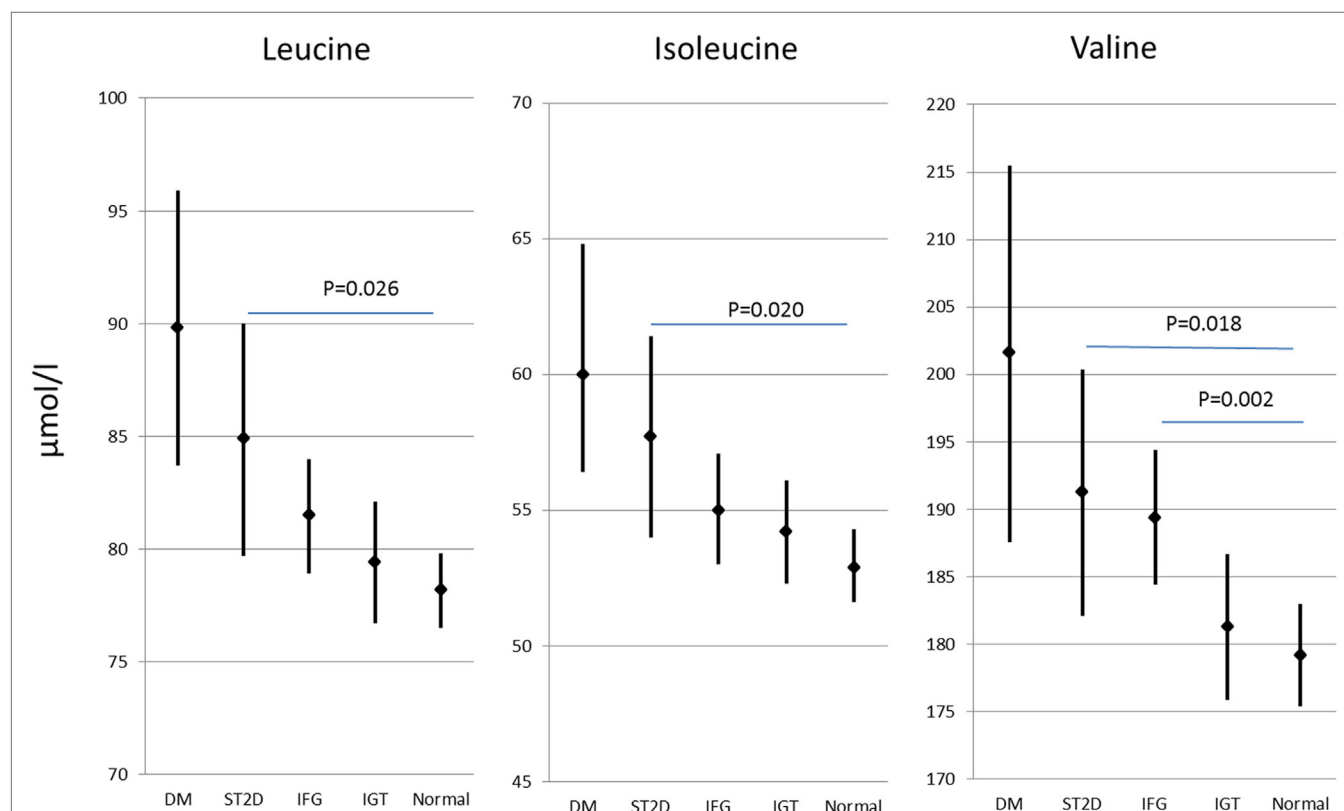 Leucine
Isoleucine
Valine
µmol/l
100
95
90
85
80
75
70
P=0.026
DM ST2D IFG IGT Normal
70
65
60
55
50
45
P=0.020
DM ST2D IFG IGT Normal
220
215
210
205
200
195
190
185
180
175
170
P=0.018
P=0.002
DM ST2D IFG IGT Normal